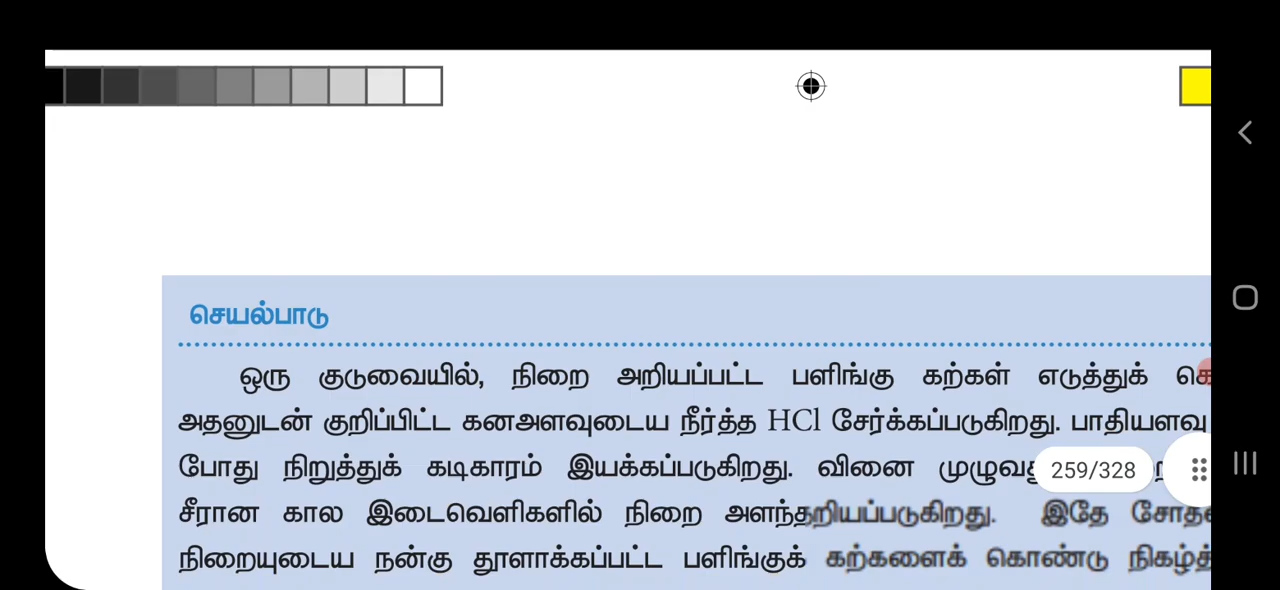 செயல்பாடு
ஒரு குடுவையில், நிறை அறியப்பட்ட பளிங்கு கற்கள் எடுத்துக்
அதனுடன் குறிப்பிட்ட கனஅளவுடைய நீர்த்த HCl சேர்க்கப்படுகிறது. பாதியளவு
போது நிறுத்துக் கடிகாரம் இயக்கப்படுகிறது. வினை
259/328
சீரான கால இடைவெளிகளில் நிறை அளந்தறியப்படுகிறது. இதே
நிறையுடைய நன்கு தூளாக்கப்பட்ட பளிங்குக் கற்களைக் கொண்டு